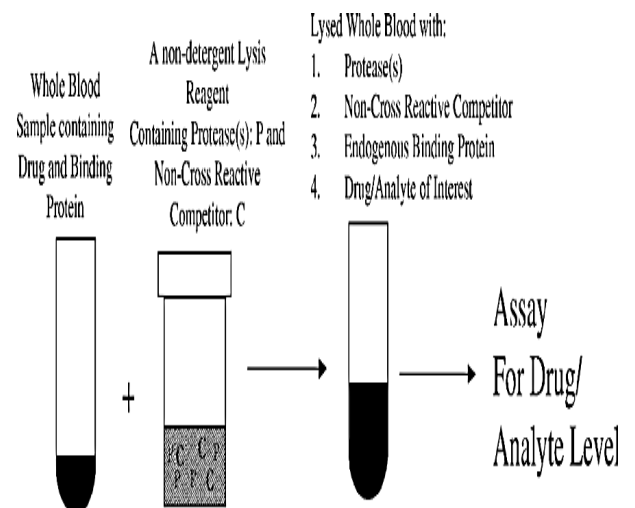 Whole Blood
Sample containing
Drug and Binding
Protein
A non-detergent Lysis
Reagent
Containing Protease(s): P and
Non-Cross Reactive
Competitor: C
Lysed Whole Blood with:
1. Protease(s)
2. Non-Cross Reactive Competitor
3. Endogenous Binding Protein
4. Drug/Analyte of Interest
+
P C C P
P P C
Assay
For Drug/
Analyte Level